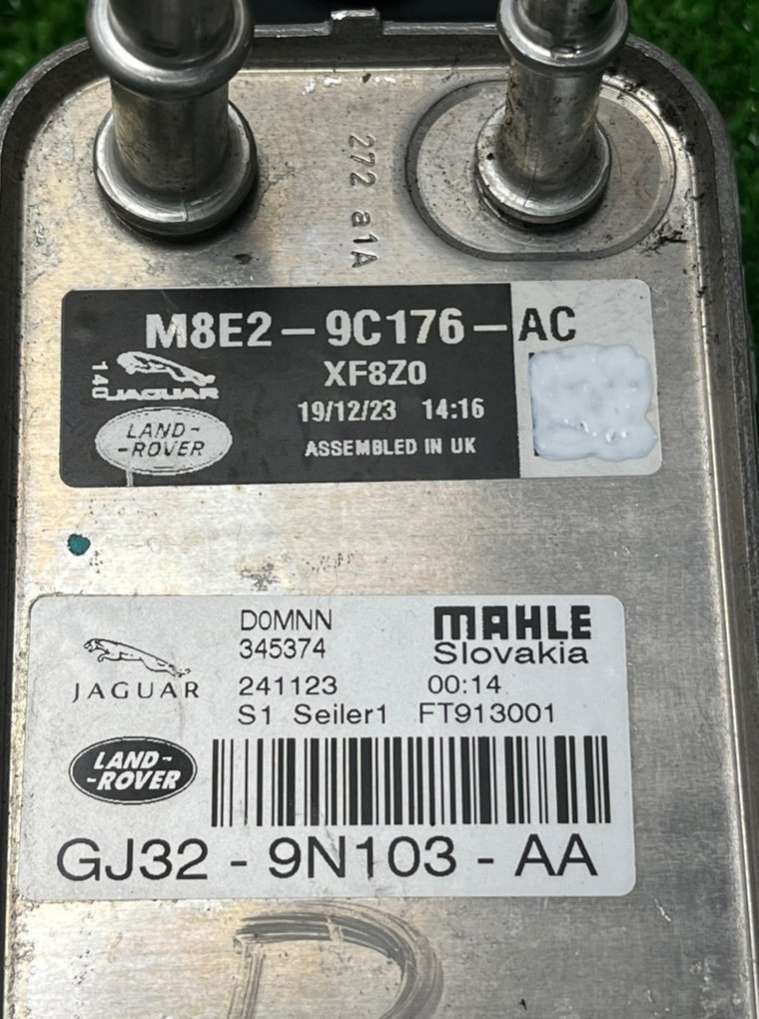 272 a1A
M8E2-9C176-AC
140
JAGUAR
XF8Z0
19/12/23 14:16
LAND-
-ROVER
ASSEMBLED IN UK
D0MNN
345374
MAHLE
Slovakia
JAGUAR
241123 00:14
S1 Seiler1 FT913001
LAND-
-ROVER
GJ32 - 9N103 - AA